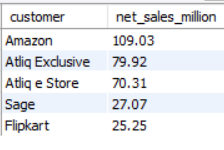 customer net_sales_million
Amazon 109.03
Atliq Exclusive 79.92
Atliq e Store 70.31
Sage 27.07
Flipkart 25.25